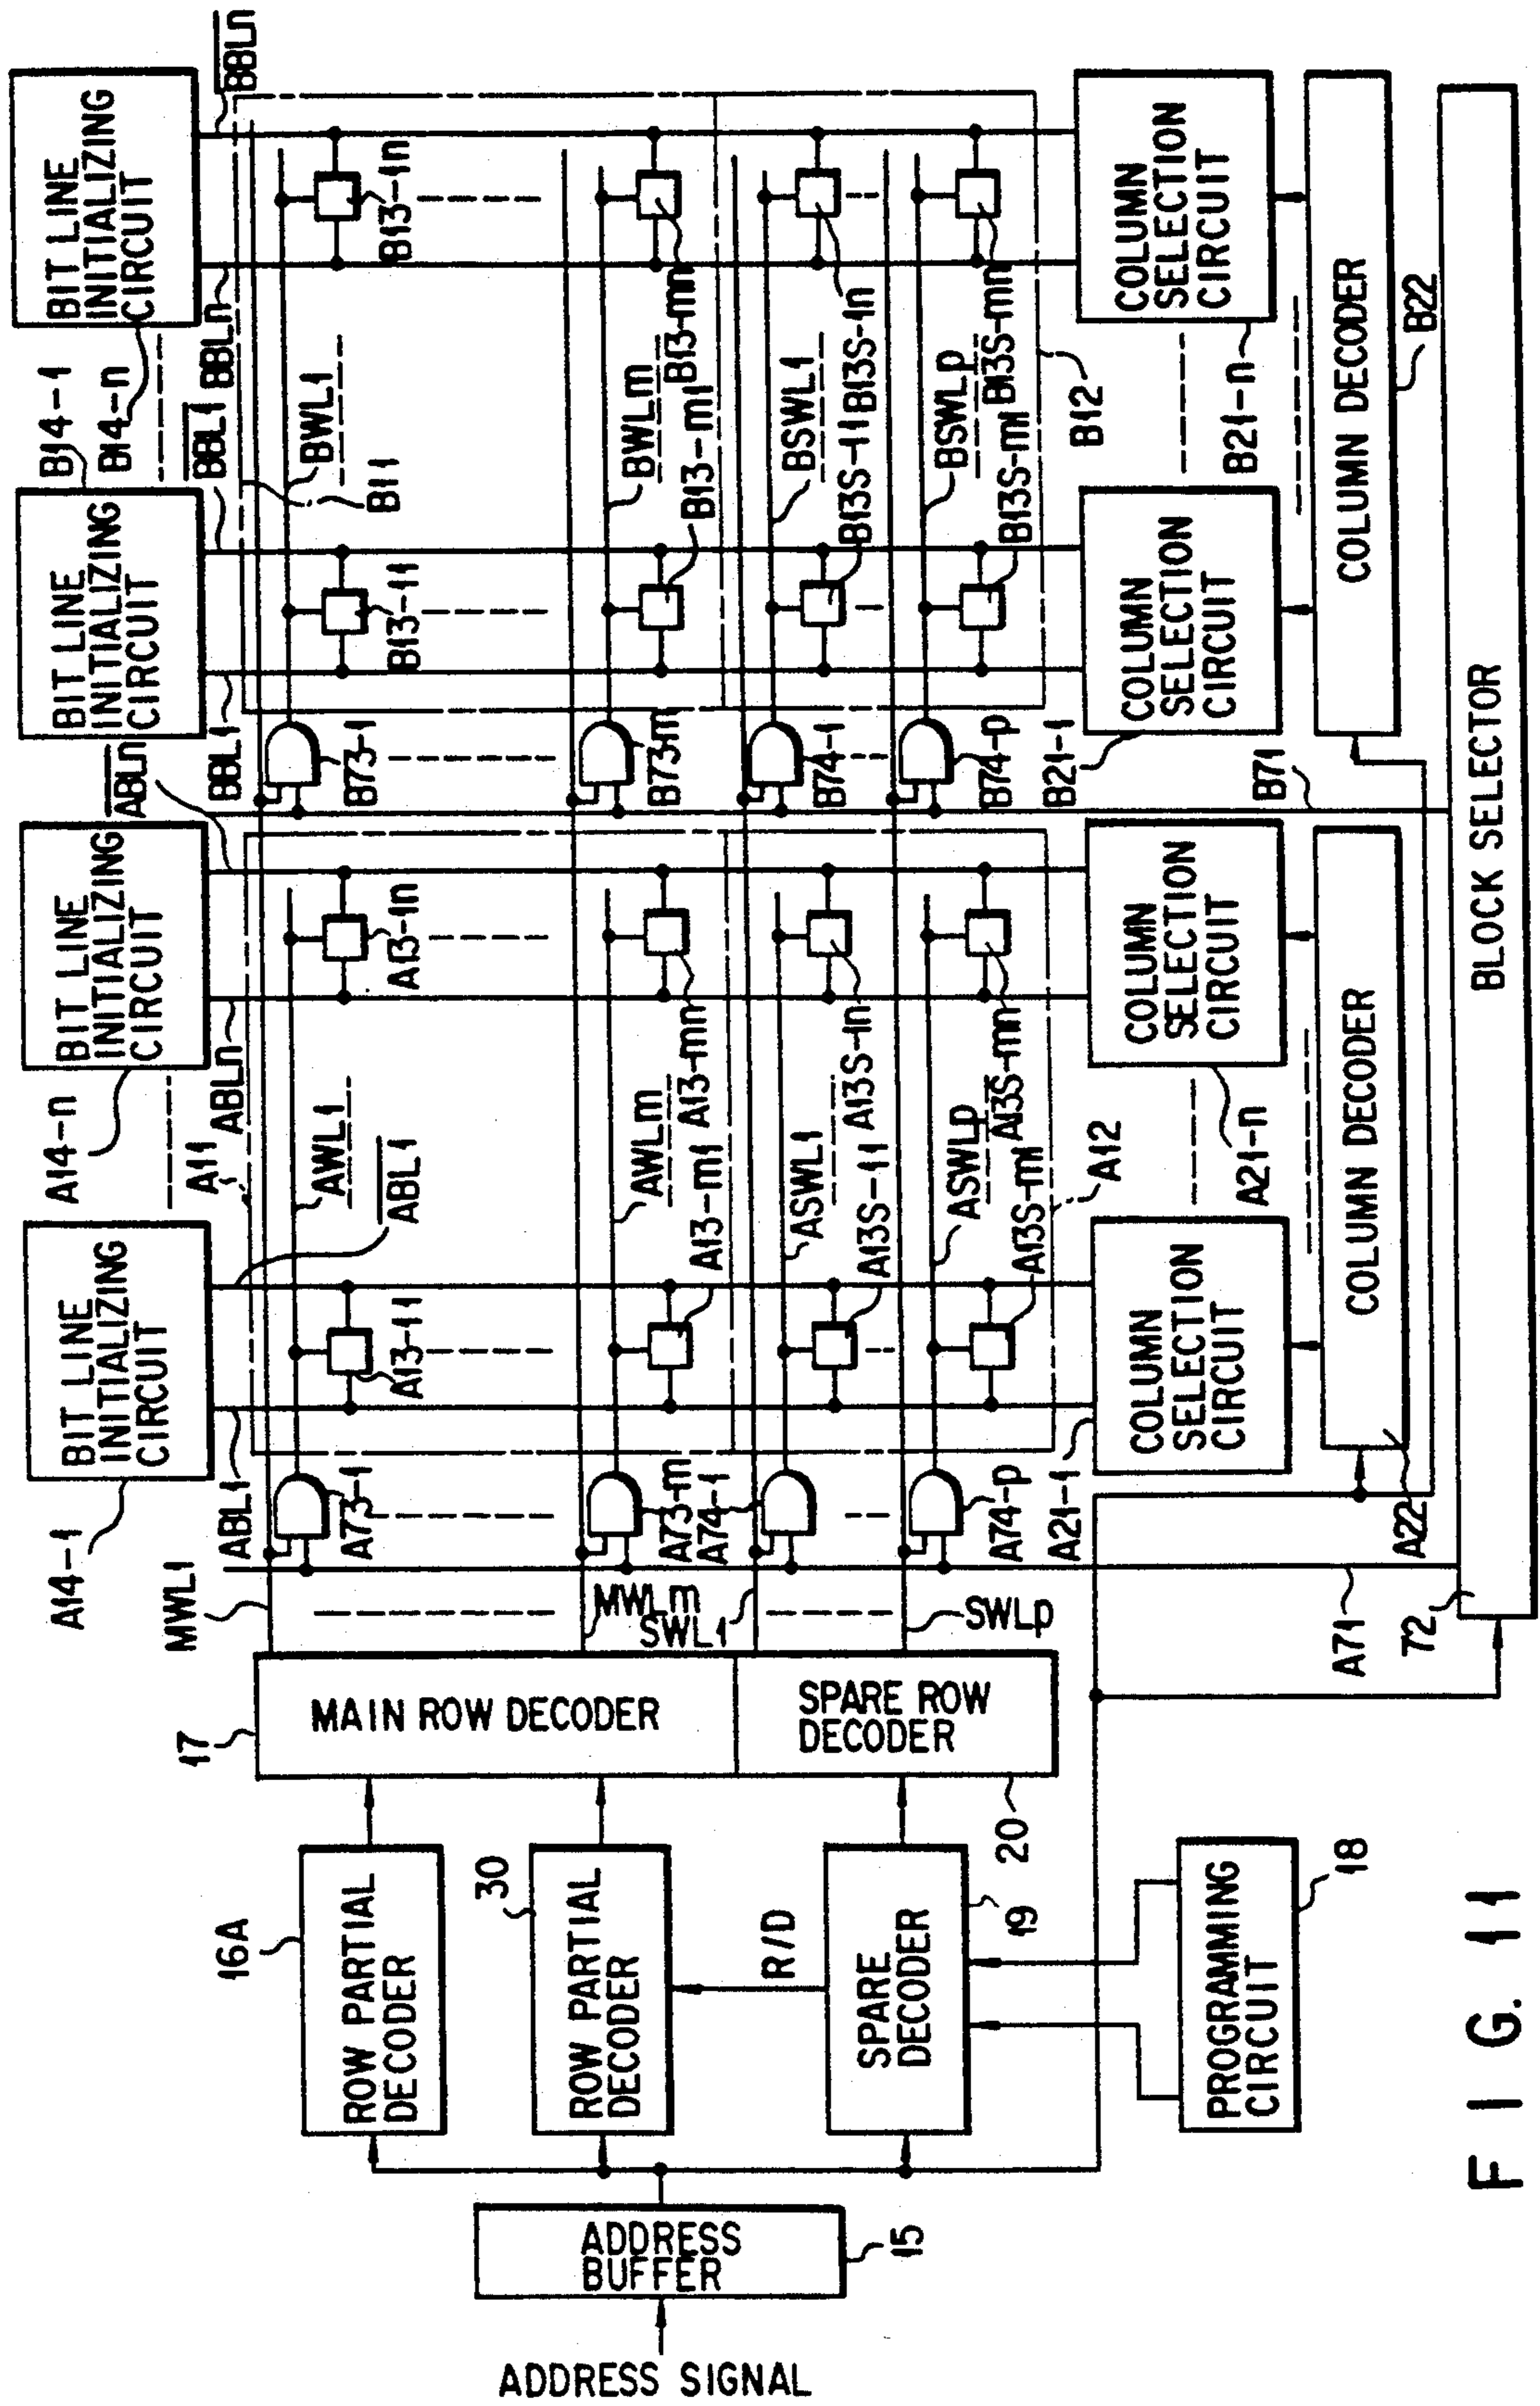 BIT LINE
INITIALIZING
CIRCUIT
BIT LINE
INITIALIZING
CIRCUIT
BIT LINE
INITIALIZING
CIRCUIT
BIT LINE
INITIALIZING
CIRCUIT
A14-1
A14-n
B14-1
B14-n
MWL1
ABL1
A11
ABLn
A̅B̅L̅n̅
BBL1
B̅B̅L̅1̅
BBLn
B̅B̅L̅n̅
AWL1
A̅B̅L̅1̅
BWL1
B11
A73-1
A13-11
A13-1n
B73-1
B13-11
B13-1n
AWLm
BWLm
MWLm
A73-m
A13-m1
A13-mn
B73-m
B13-m1
B13-mn
SWL1
A74-1
ASWL1
BSWL1
A13S-11
A13S-1n
B74-1
B13S-11
B13S-1n
SWLp
ASWLp
BSWLp
A74-p
A13S-m1
A13S-mn
B74-p
B13S-m1
B13S-mn
A12
B12
17
MAIN ROW DECODER
SPARE ROW
DECODER
20
16A
ROW PARTIAL
DECODER
30
ROW PARTIAL
DECODER
R/D
SPARE
DECODER
19
PROGRAMMING
CIRCUIT
18
ADDRESS
BUFFER
15
ADDRESS SIGNAL
A21-1
COLUMN
SELECTION
CIRCUIT
A21-n
COLUMN
SELECTION
CIRCUIT
B21-1
COLUMN
SELECTION
CIRCUIT
B21-n
COLUMN
SELECTION
CIRCUIT
COLUMN DECODER
A22
COLUMN DECODER
B22
A71
B71
72
BLOCK SELECTOR
FIG. 11